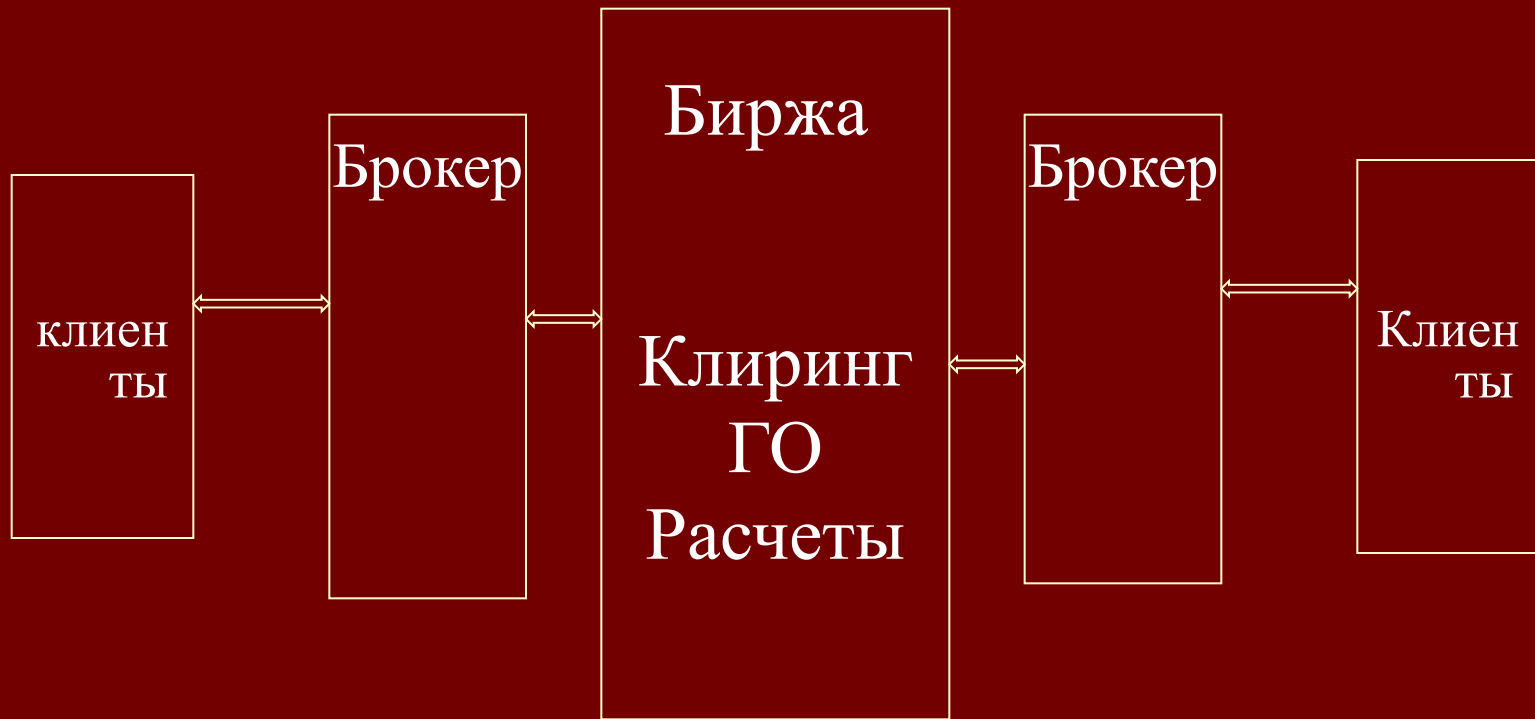 клиен
ты
Брокер
Биржа
Клиринг
ГО
Расчеты
Брокер
Клиен
ты